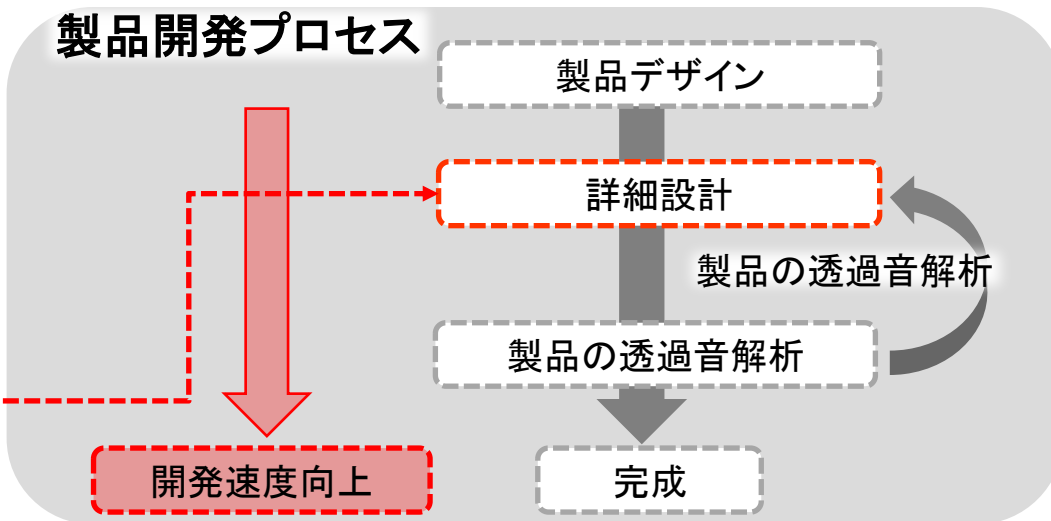 製品開発プロセス
製品デザイン
詳細設計
製品の透過音解析
製品の透過音解析
開発速度向上
完成